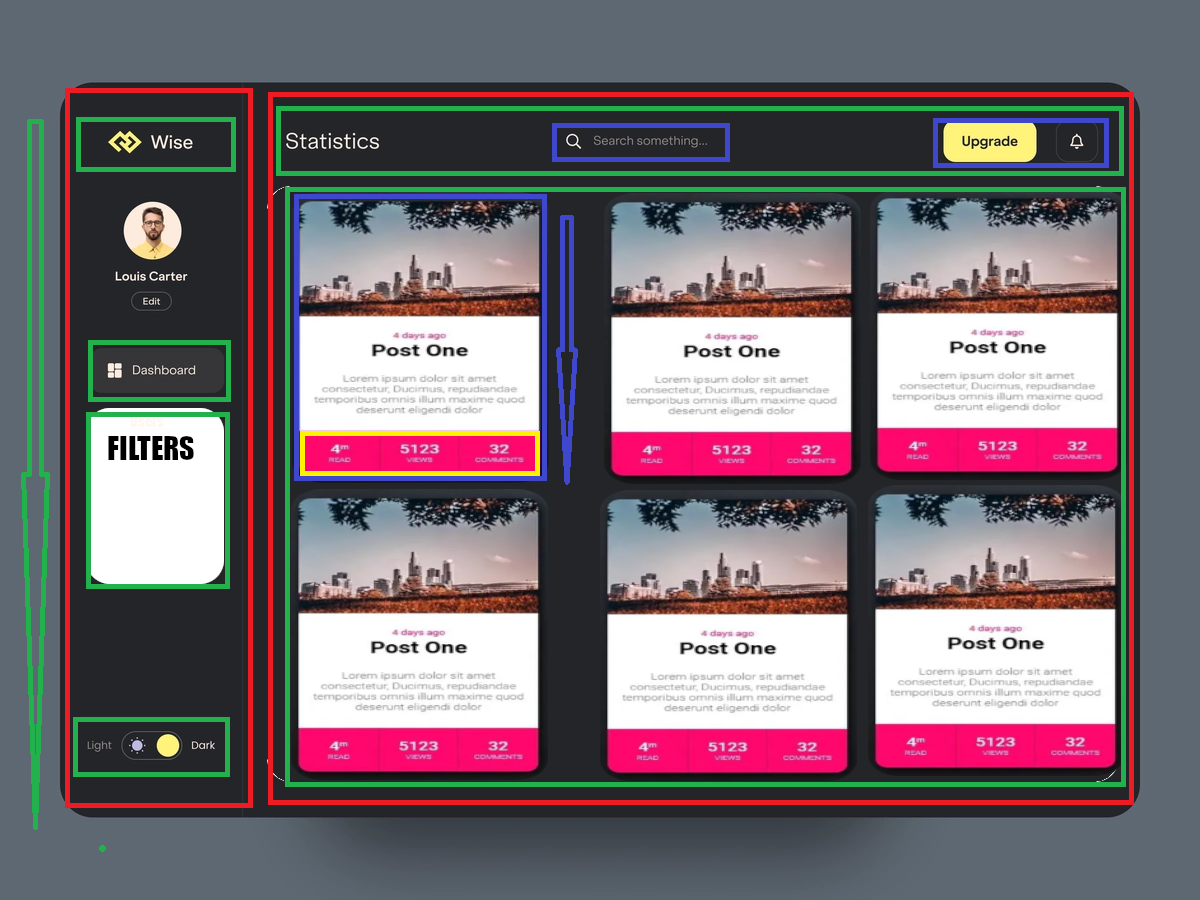 Wise
Louis Carter
Edit
Dashboard
FILTERS
Light
Dark
Statistics
Search something...
Upgrade
4 days ago
Post One
Lorem ipsum dolor sit amet
consectetur, Ducimus, repudiandae
temporibus omnis illum maxime quod
deserunt eligendi dolor
4m 5123 32
READ VIEWS COMMENTS
4 days ago
Post One
Lorem ipsum dolor sit amet
consectetur, Ducimus, repudiandae
temporibus omnis illum maxime quod
deserunt eligendi dolor
4m 5123 32
READ VIEWS COMMENTS
4 days ago
Post One
Lorem ipsum dolor sit amet
consectetur, Ducimus, repudiandae
temporibus omnis illum maxime quod
deserunt eligendi dolor
4m 5123 32
READ VIEWS COMMENTS
4 days ago
Post One
Lorem ipsum dolor sit amet
consectetur, Ducimus, repudiandae
temporibus omnis illum maxime quod
deserunt eligendi dolor
4m 5123 32
READ VIEWS COMMENTS
4 days ago
Post One
Lorem ipsum dolor sit amet
consectetur, Ducimus, repudiandae
temporibus omnis illum maxime quod
deserunt eligendi dolor
4m 5123 32
READ VIEWS COMMENTS
4 days ago
Post One
Lorem ipsum dolor sit amet
consectetur, Ducimus, repudiandae
temporibus omnis illum maxime quod
deserunt eligendi dolor
4m 5123 32
READ VIEWS COMMENTS